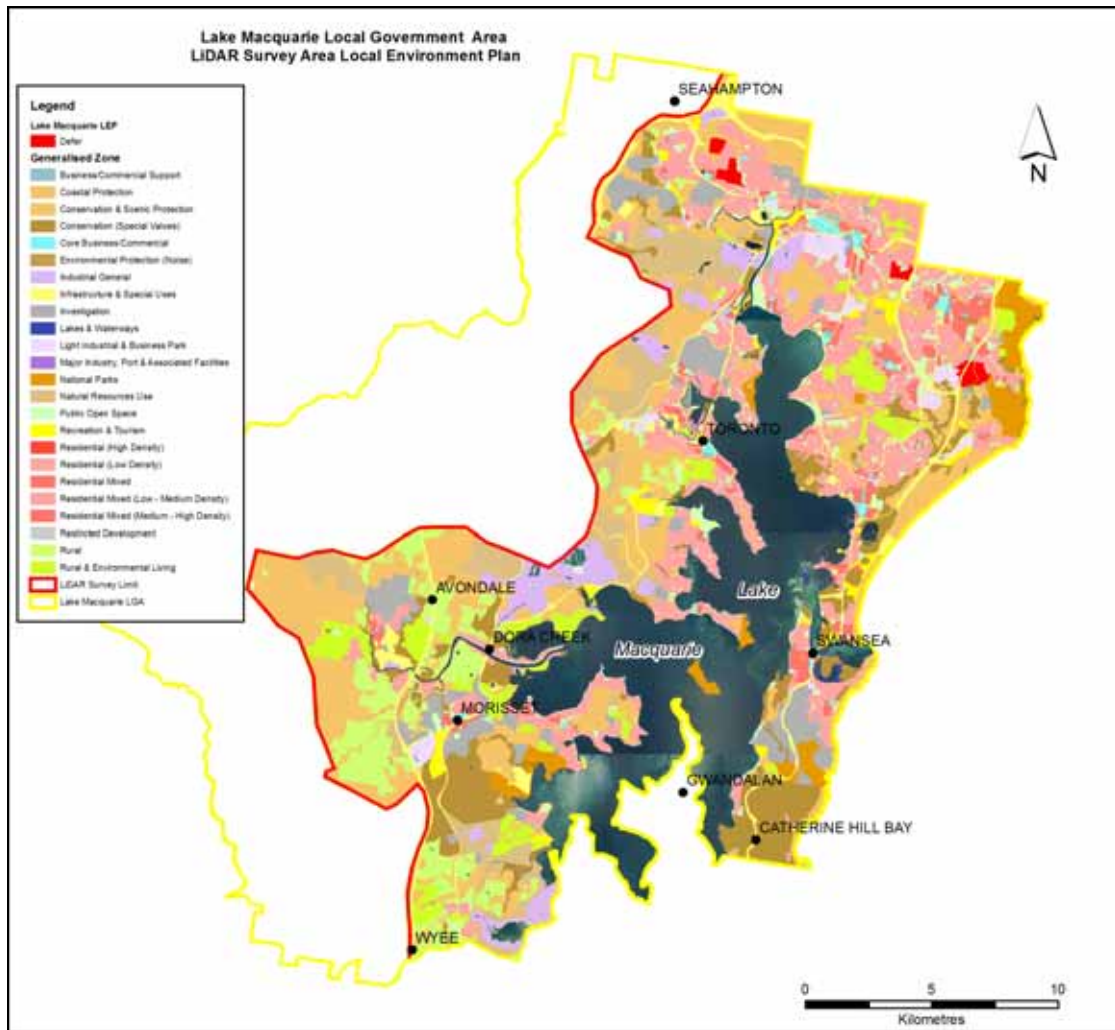 Lake Macquarie Local Government Area
LiDAR Survey Area Local Environment Plan
Legend
Lake Macquarie LEP
Defer
Generalised Zone
Business/Commercial Support
Coastal Protection
Conservation & Scenic Protection
Conservation (Special Valves)
Core Business/Commercial
Environmental Protection (Noise)
Industrial General
Infrastructure & Special Uses
Investigation
Lakes & Waterways
Light Industrial & Business Park
Major Industry, Port & Associated Facilities
National Parks
Natural Resources Use
Public Open Space
Recreation & Tourism
Residential (High Density)
Residential (Low Density)
Residential Mixed
Residential Mixed (Low - Medium Density)
Residential Mixed (Medium - High Density)
Restricted Development
Rural
Rural & Environmental Living
LiDAR Survey Limit
Lake Macquarie LGA
SEAHAMPTON
N
TORONTO
AVONDALE
Lake
DORA CREEK
Macquarie
SWANSEA
MORISSET
GWANDALAN
CATHERINE HILL BAY
WYEE
0 5 10
Kilometres